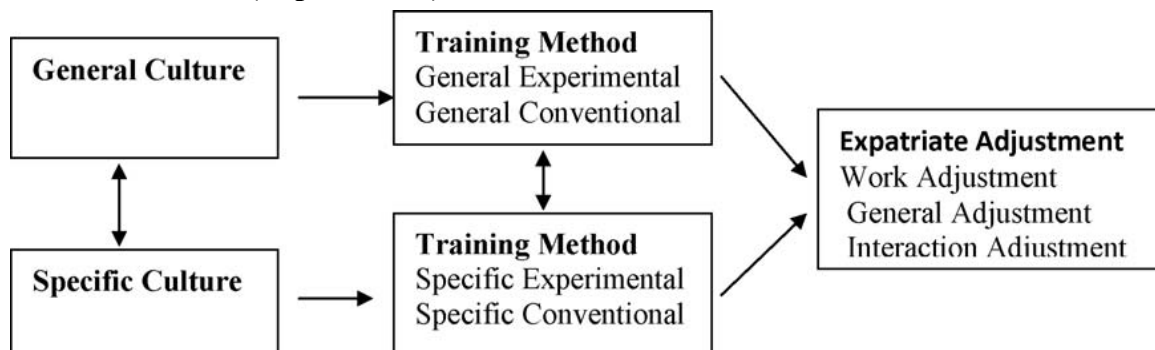 General Culture
Training Method
General Experimental
General Conventional
Expatriate Adjustment
Work Adjustment
General Adjustment
Interaction Adjustment
Specific Culture
Training Method
Specific Experimental
Specific Conventional